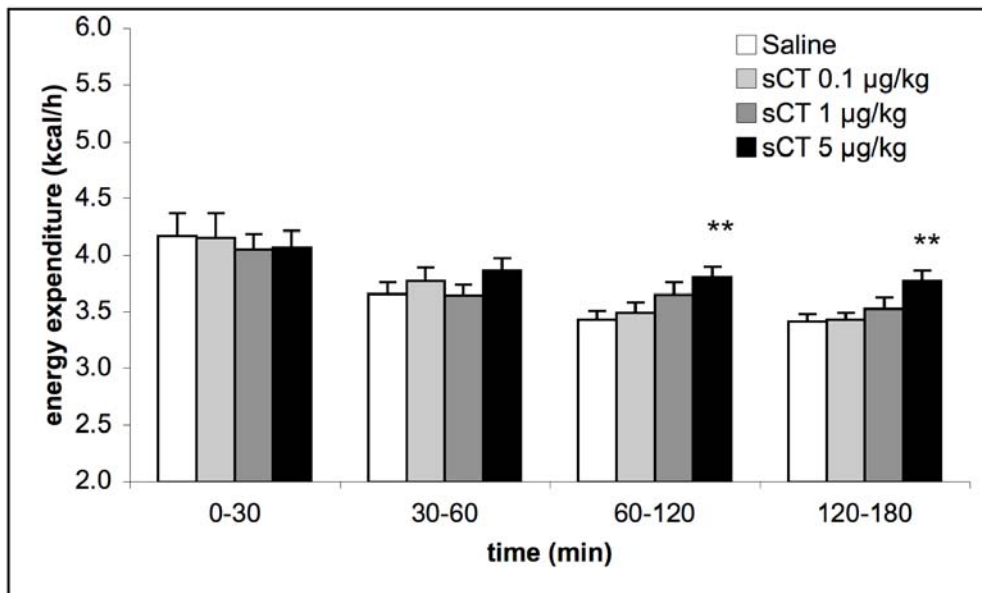 6.0
5.5
5.0
4.5
4.0
3.5
3.0
2.5
2.0
energy expenditure (kcal/h)
Saline
sCT 0.1 µg/kg
sCT 1 µg/kg
sCT 5 µg/kg
**
**
0-30
30-60
60-120
120-180
time (min)